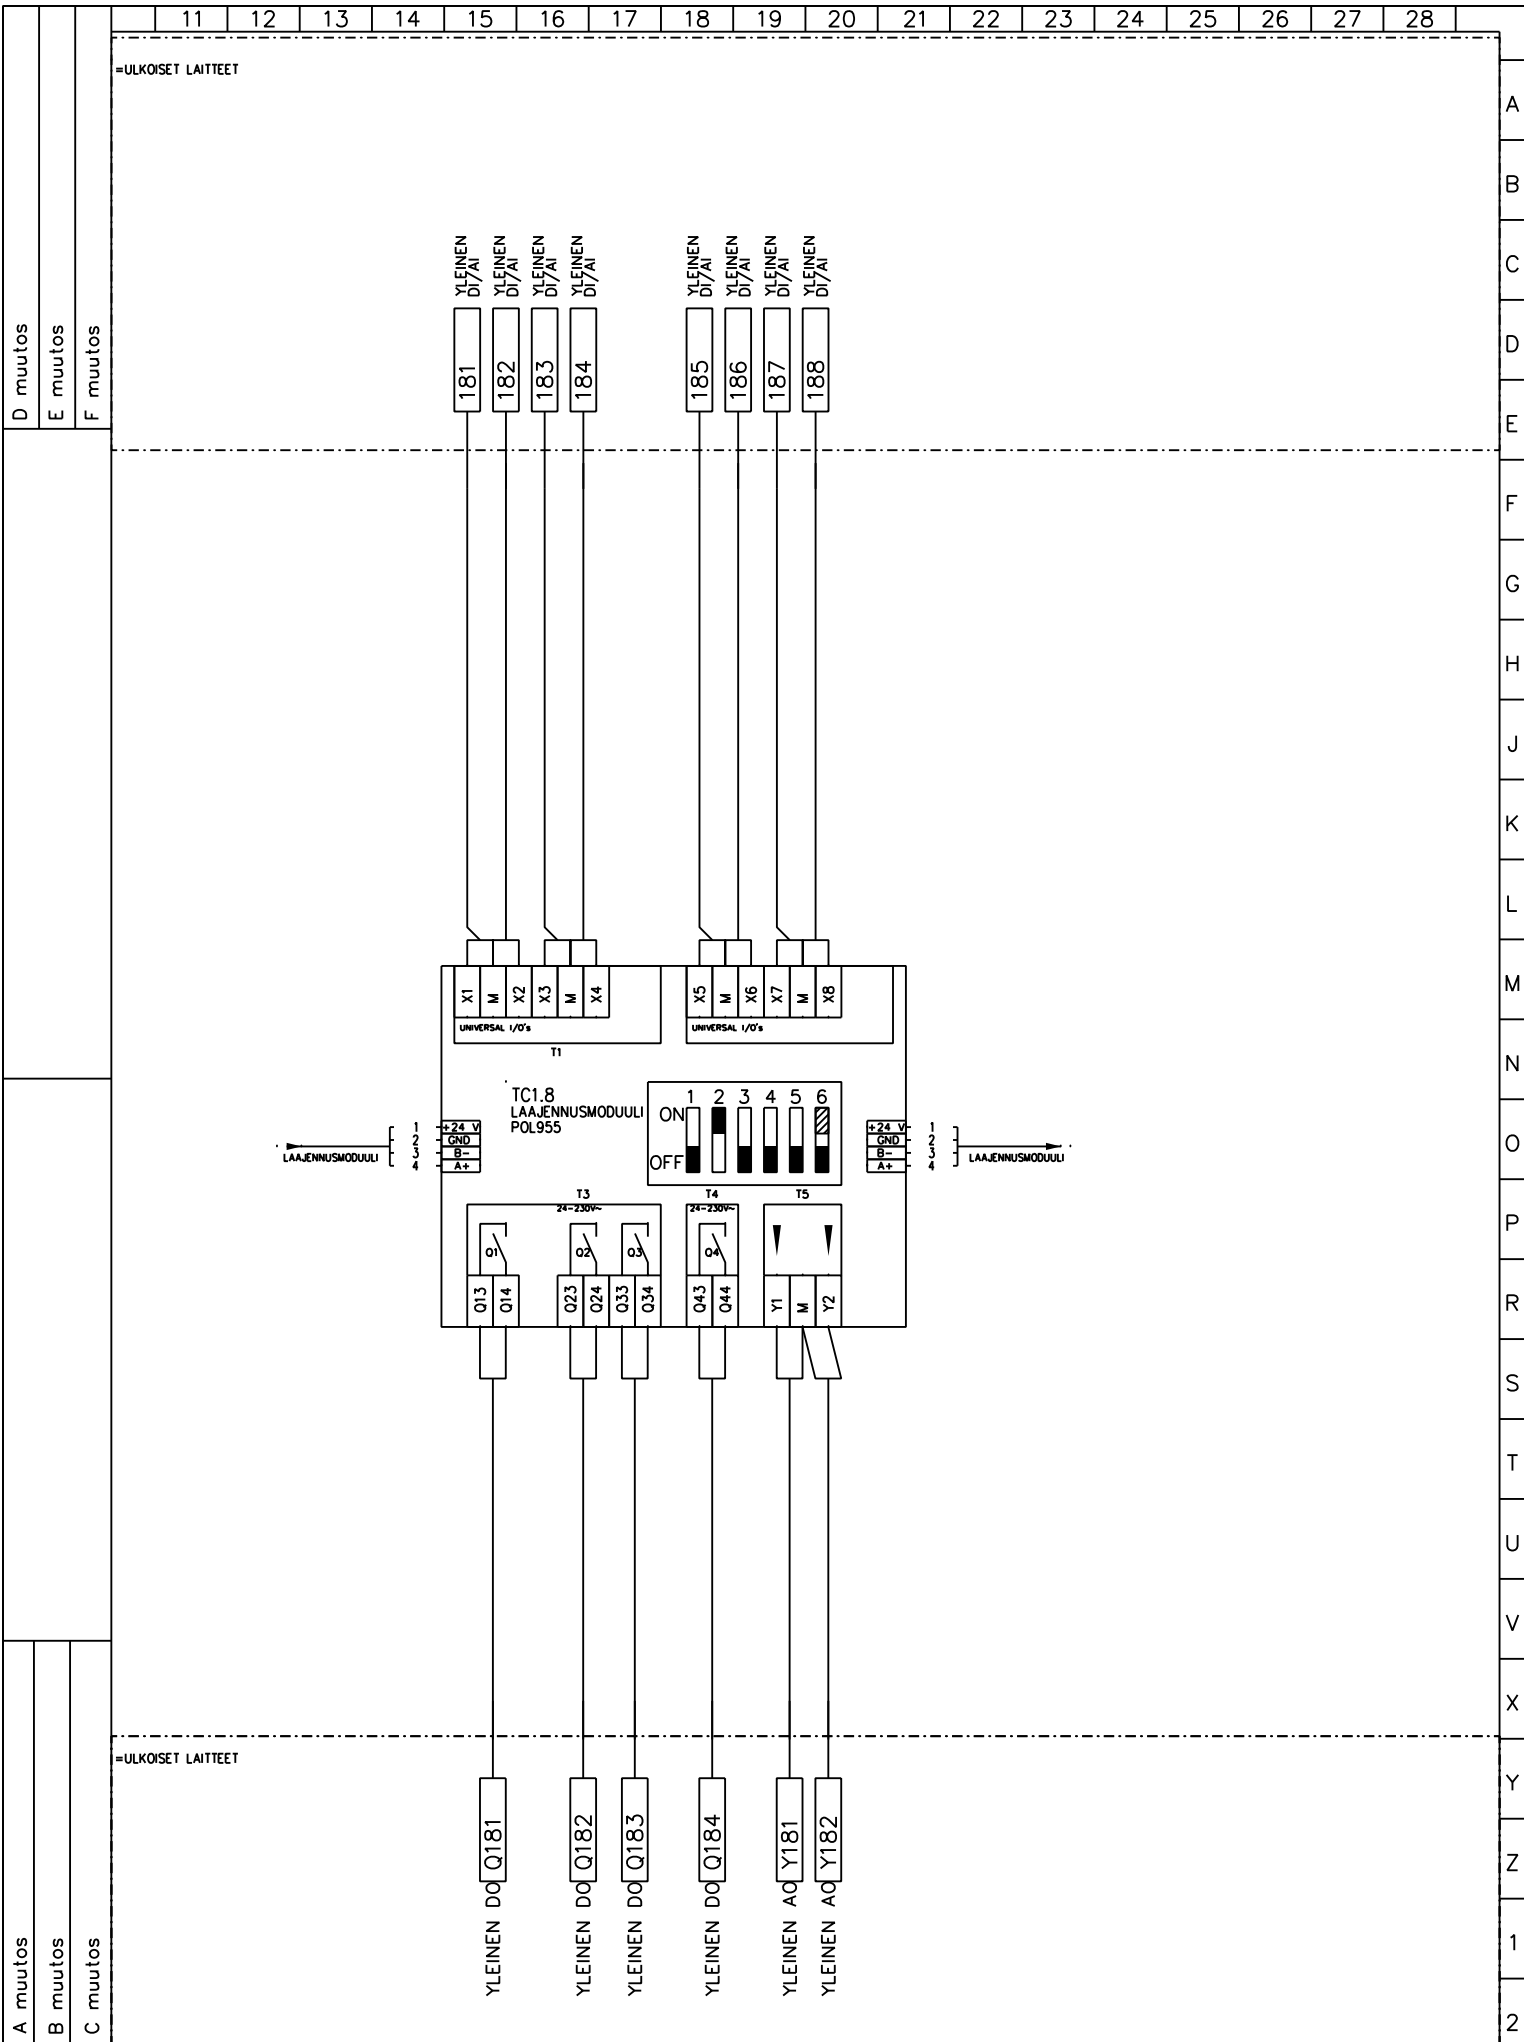 11 12 13 14 15 16 17 18 19 20 21 22 23 24 25 26 27 28
=ULKOISET LAITTEET
A
B
C
D
E
F
G
H
J
K
L
M
N
O
P
R
S
T
U
V
X
Y
Z
1
2
D muutos
E muutos
F muutos
A muutos
B muutos
C muutos
YLEINEN
DI/AI
YLEINEN
DI/AI
YLEINEN
DI/AI
YLEINEN
DI/AI
YLEINEN
DI/AI
YLEINEN
DI/AI
YLEINEN
DI/AI
YLEINEN
DI/AI
181
182
183
184
185
186
187
188
X1
M
X2
X3
M
X4
X5
M
X6
X7
M
X8
UNIVERSAL I/O's
UNIVERSAL I/O's
T1
TC1.8
LAAJENNUSMODUULI
POL955
1 2 3 4 5 6
ON
OFF
1 +24 V
2 GND
3 B-
4 A+
LAAJENNUSMODUULI
+24 V 1
GND 2
B- 3
A+ 4
LAAJENNUSMODUULI
T3
24-230V~
T4
24-230V~
T5
Q1
Q2
Q3
Q4
Q13
Q14
Q23
Q24
Q33
Q34
Q43
Q44
Y1
M
Y2
=ULKOISET LAITTEET
YLEINEN DO Q181
YLEINEN DO Q182
YLEINEN DO Q183
YLEINEN DO Q184
YLEINEN AO Y181
YLEINEN AO Y182